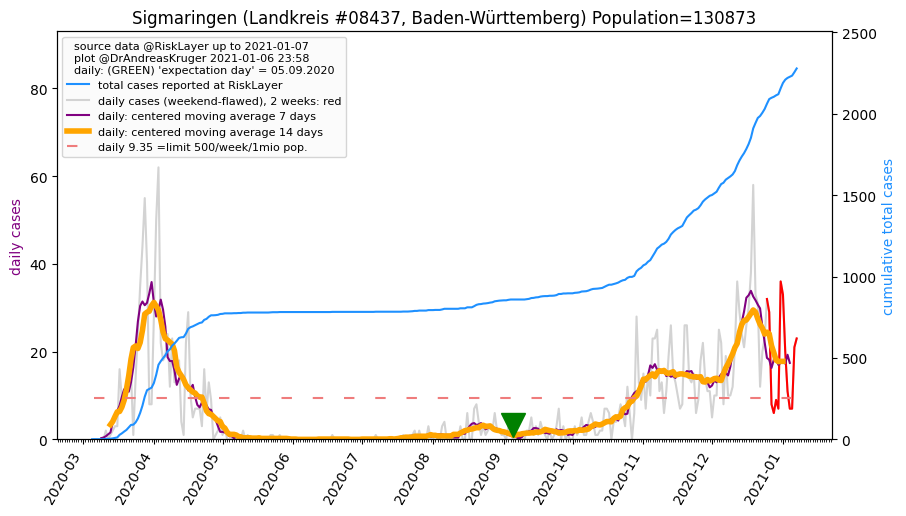 Sigmaringen (Landkreis #08437, Baden-Württemberg) Population=130873
source data @RiskLayer up to 2021-01-07
plot @DrAndreasKruger 2021-01-06 23:58
daily: (GREEN) 'expectation day' = 05.09.2020
total cases reported at RiskLayer
daily cases (weekend-flawed), 2 weeks: red
daily: centered moving average 7 days
daily: centered moving average 14 days
daily 9.35 =limit 500/week/1mio pop.
daily cases
80
60
40
20
0
2500
2000
1500
1000
500
0
cumulative total cases
2020-03
2020-04
2020-05
2020-06
2020-07
2020-08
2020-09
2020-10
2020-11
2020-12
2021-01